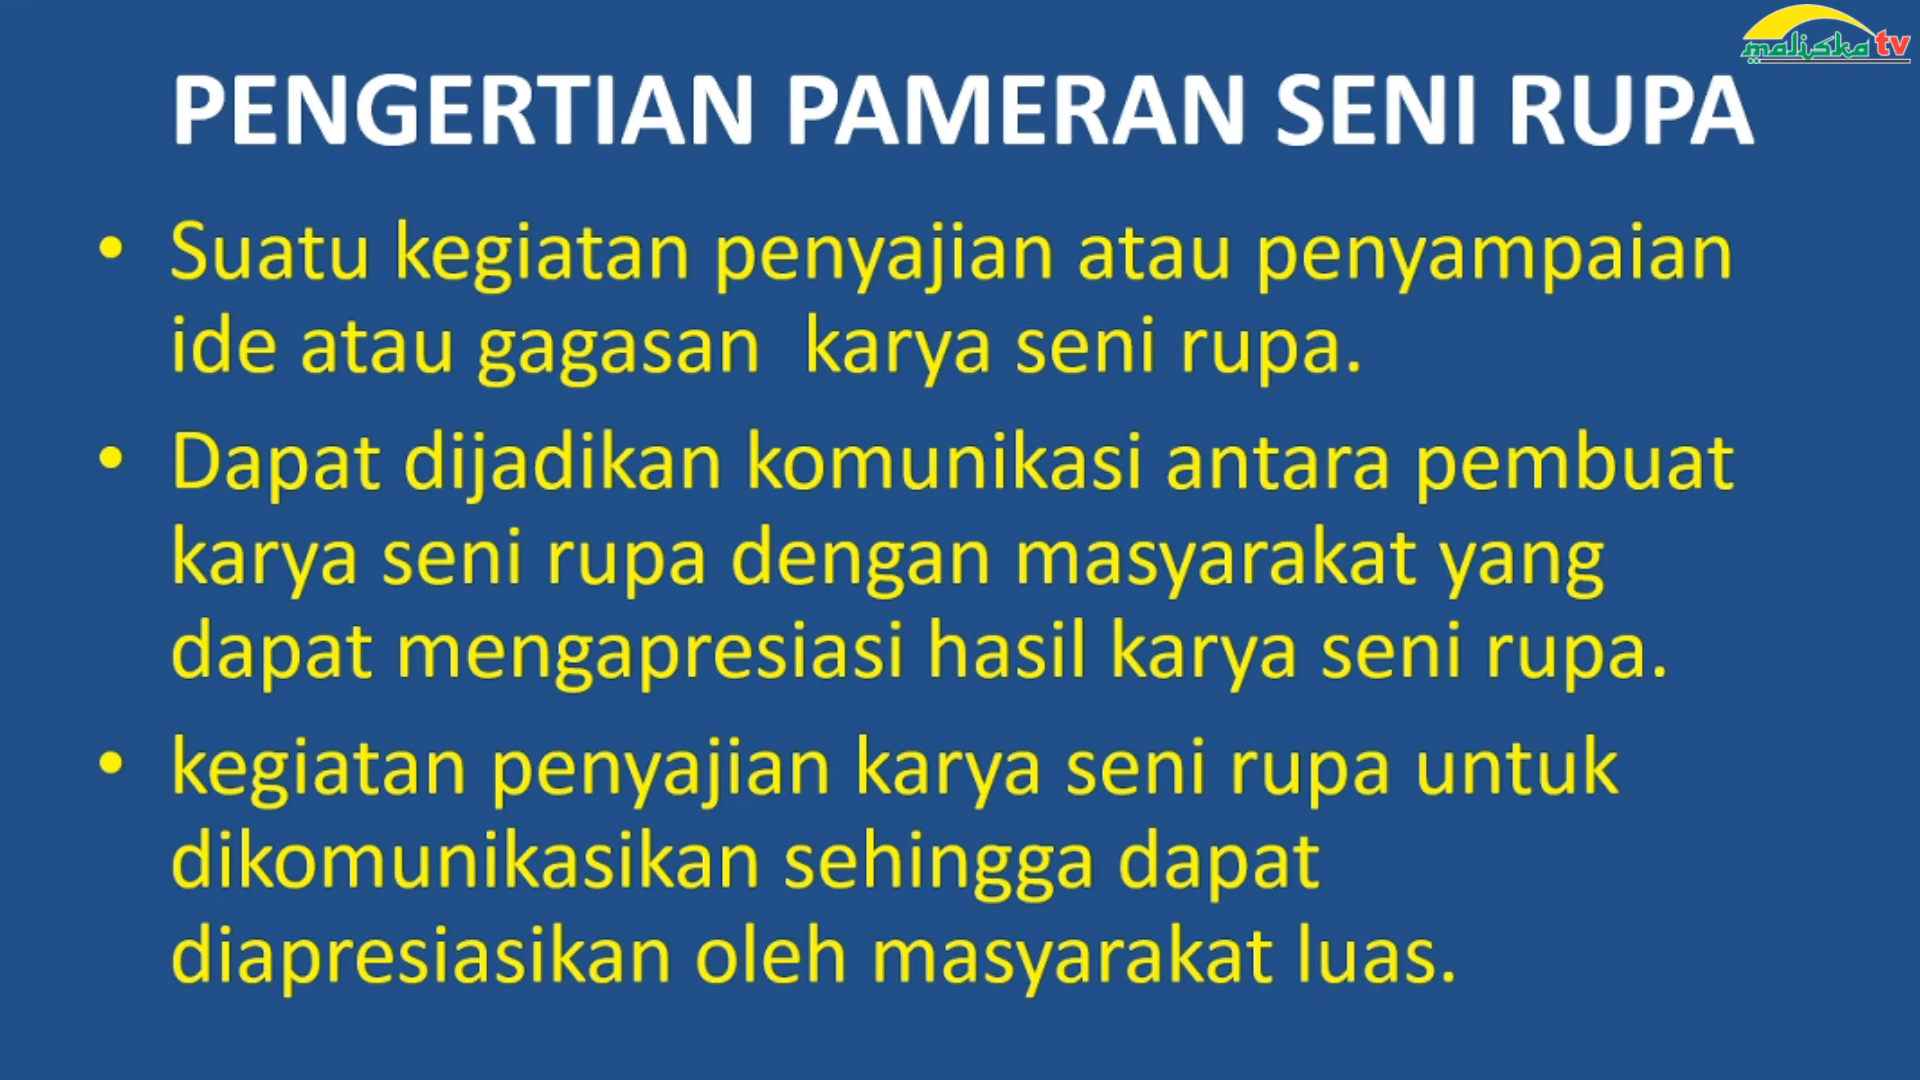 maliska tv
PENGERTIAN PAMERAN SENI RUPA
• Suatu kegiatan penyajian atau penyampaian
ide atau gagasan karya seni rupa.
• Dapat dijadikan komunikasi antara pembuat
karya seni rupa dengan masyarakat yang
dapat mengapresiasi hasil karya seni rupa.
• kegiatan penyajian karya seni rupa untuk
dikomunikasikan sehingga dapat
diapresiasikan oleh masyarakat luas.